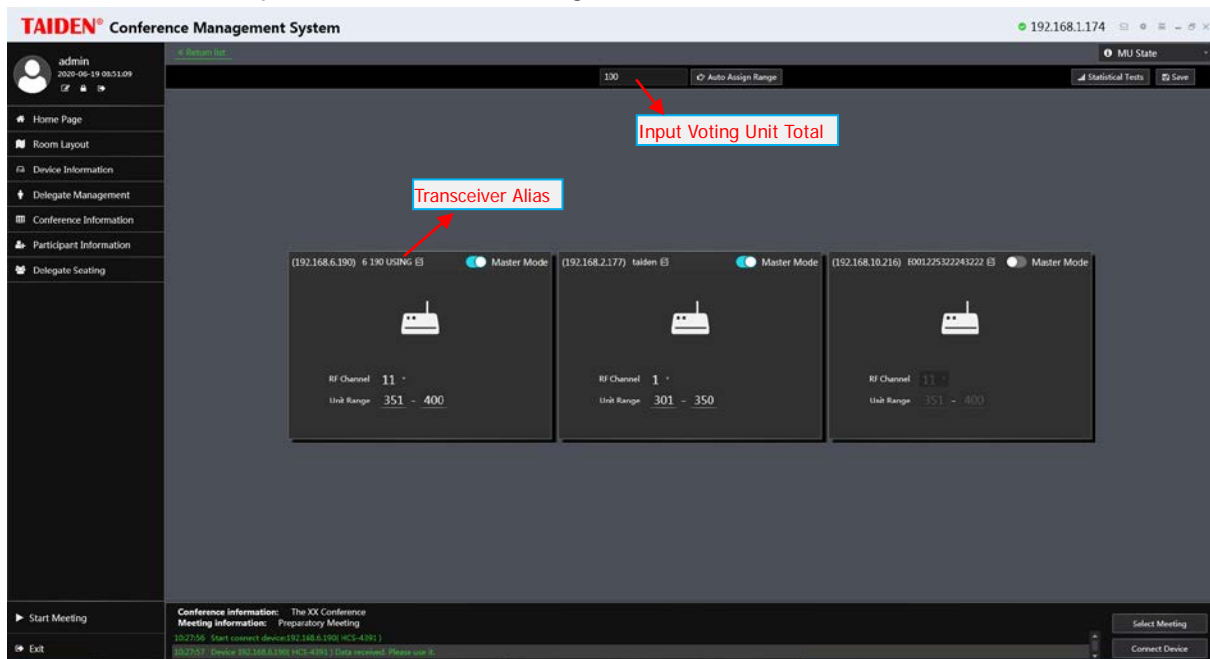 TAIDEN® Conference Management System
192.168.1.174
admin
2020-06-19 08:51:09
Return list
MU State
100
Auto Assign Range
Statistical Tests
Save
Input Voting Unit Total
Transceiver Alias
Home Page
Room Layout
Device Information
Delegate Management
Conference Information
Participant Information
Delegate Seating
(192.168.6.190) 6 190 USING
Master Mode
RF Channel 11
Unit Range 351 - 400
(192.168.2.177) taiden
Master Mode
RF Channel 1
Unit Range 301 - 350
(192.168.10.216) E001225322243222
Master Mode
RF Channel 11
Unit Range 351 - 400
Start Meeting
Exit
Conference information: The XX Conference
Meeting information: Preparatory Meeting
10:27:56 Start connect device:192.168.6.190( HCS-4391 )
10:27:57 Device 192.168.6.190( HCS-4391 ) Data received. Please use it.
Select Meeting
Connect Device